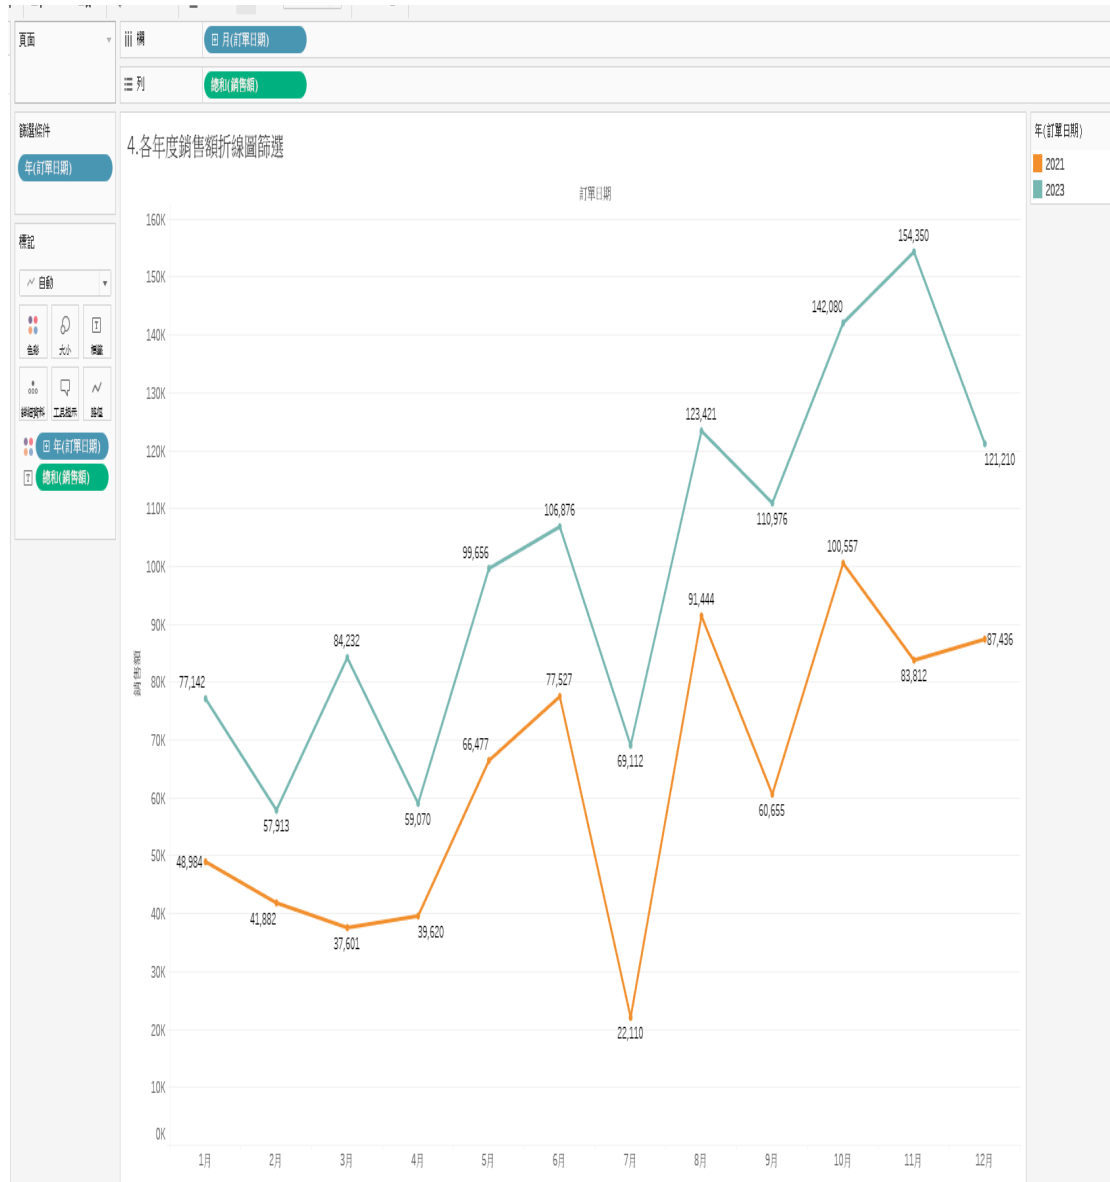 頁面
欄
月(訂單日期)
列
總和(銷售額)
篩選條件
年(訂單日期)
標記
自動
色彩
大小
標籤
詳細資料
工具提示
路徑
年(訂單日期)
總和(銷售額)
4.各年度銷售額折線圖篩選
訂單日期
銷售額
160K
150K
140K
130K
120K
110K
100K
90K
80K
70K
60K
50K
40K
30K
20K
10K
0K
77,142
57,913
84,232
59,070
99,656
106,876
69,112
123,421
110,976
142,080
154,350
121,210
48,984
41,882
37,601
39,620
66,477
77,527
22,110
91,444
60,655
100,557
83,812
87,436
1月
2月
3月
4月
5月
6月
7月
8月
9月
10月
11月
12月
年(訂單日期)
2021
2023